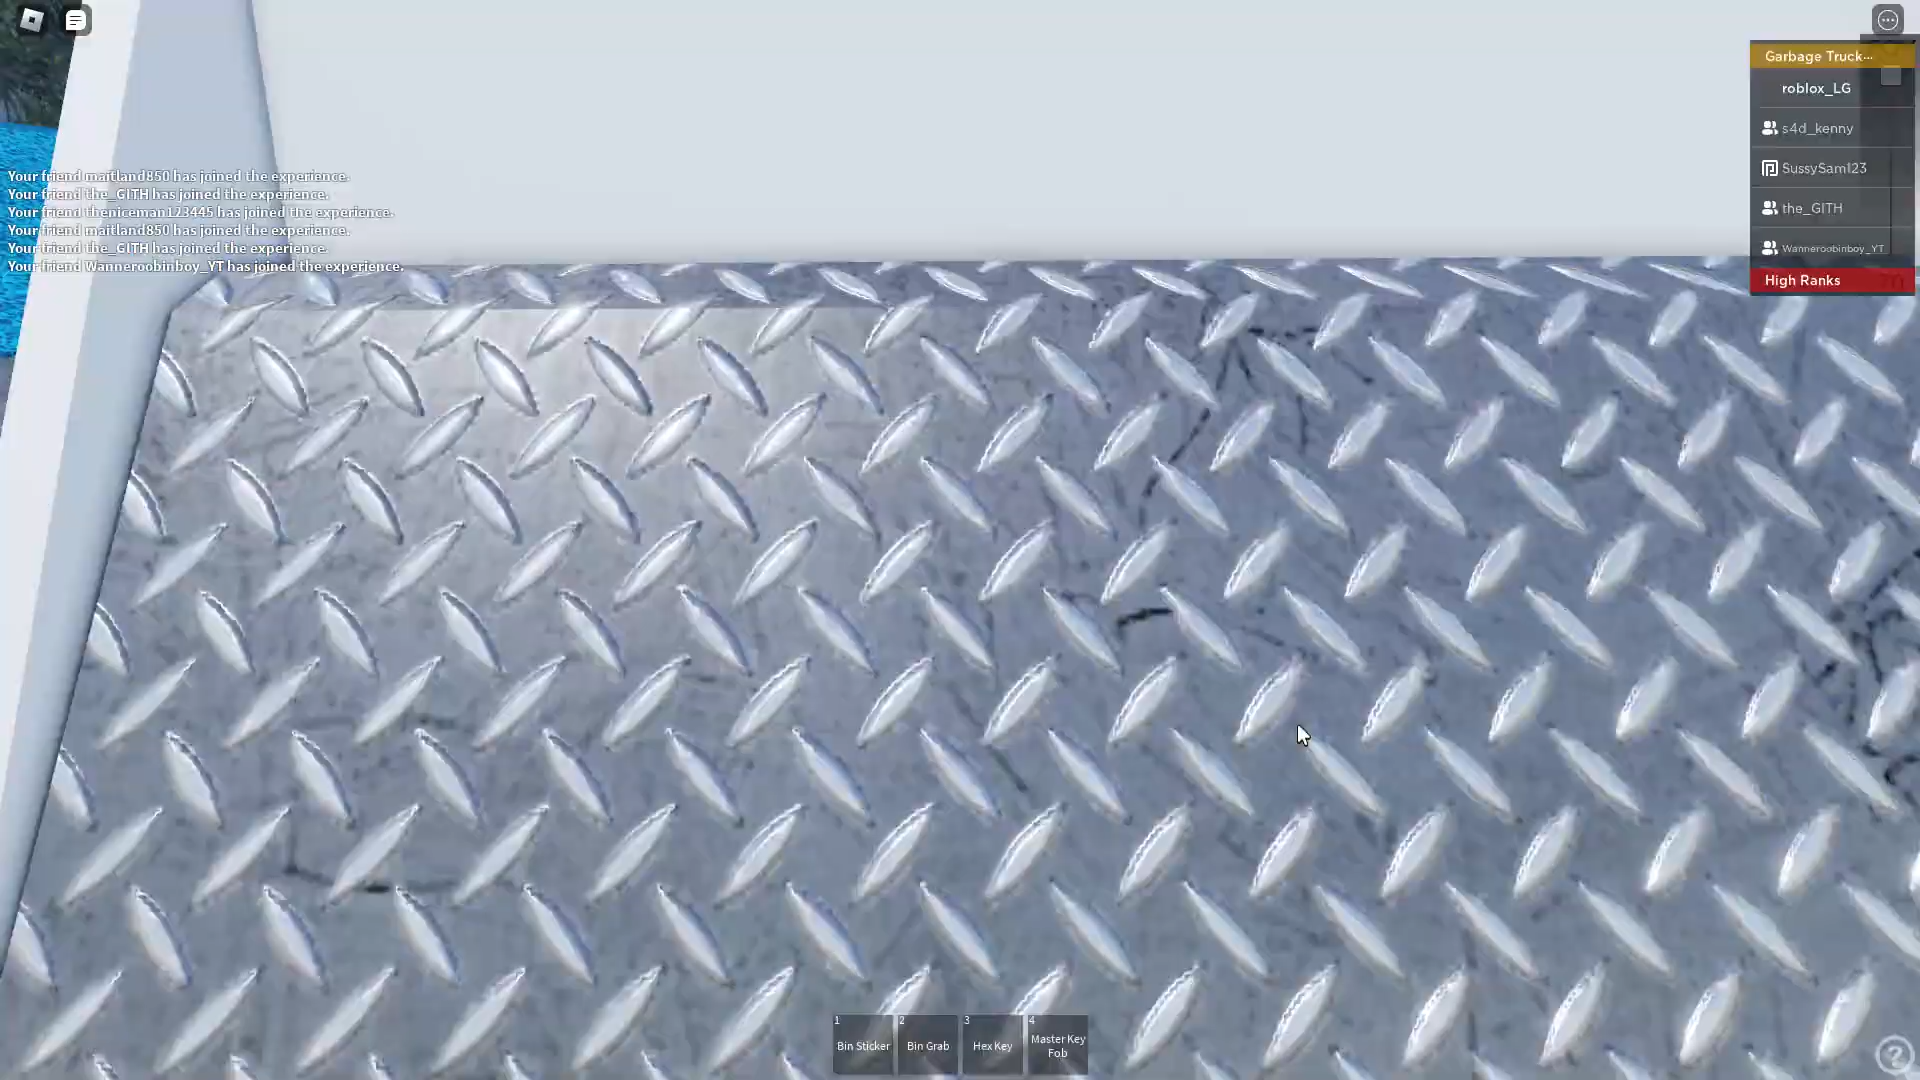 Garbage Truck...
roblox_LG
s4d_kenny
SussySam123
the_GITH
Wanneroobinboy_YT
High Ranks
Your friend maitland850 has joined the experience.
Your friend the_GITH has joined the experience.
Your friend theniceman123445 has joined the experience.
Your friend maitland850 has joined the experience.
Your friend the_GITH has joined the experience.
Your friend Wanneroobinboy_YT has joined the experience.
1 2 3 4
Bin Sticker Bin Grab Hex Key Master Key Fob
?